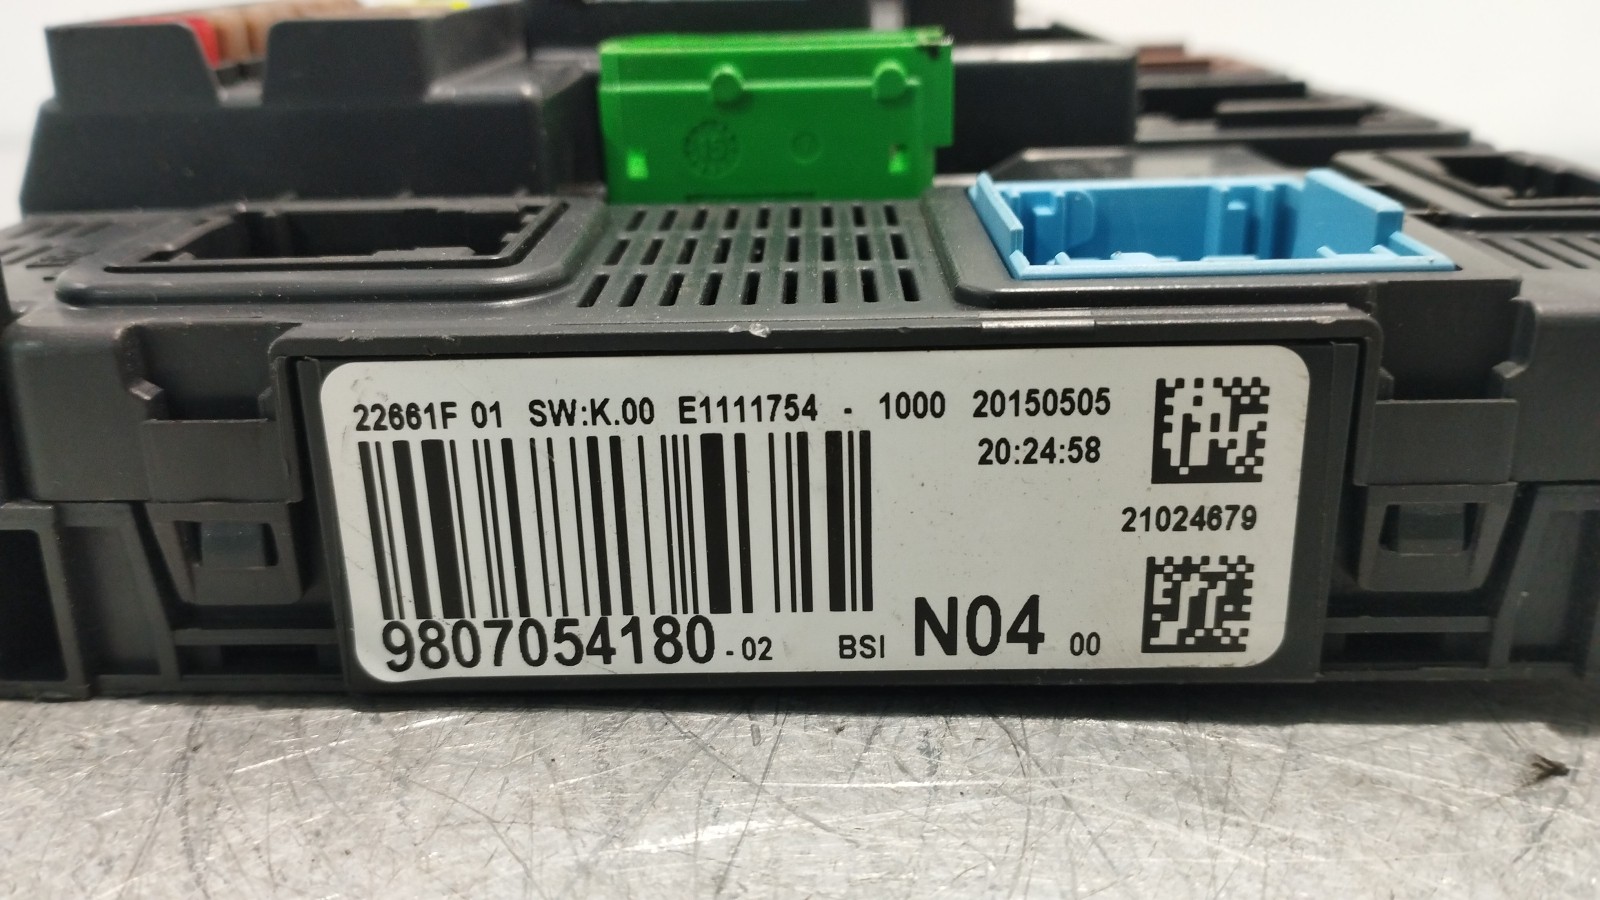 22661F 01 SW:K.00 E1111754 - 1000 20150505
20:24:58
21024679
9807054180 - 02 BSI N04 00